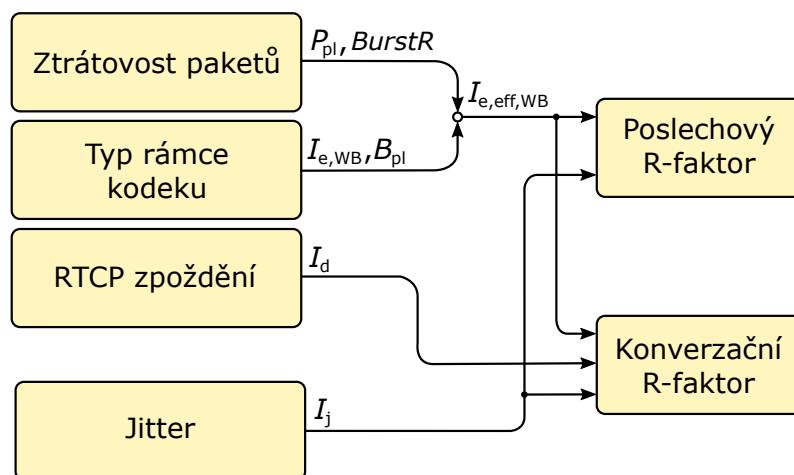 Ztrátovost paketů
P_pl, BurstR
I_e,eff,WB
Poslechový
R-faktor
Typ rámce
kodeku
I_e,WB, B_pl
RTCP zpoždění
I_d
Konverzační
R-faktor
Jitter
I_j